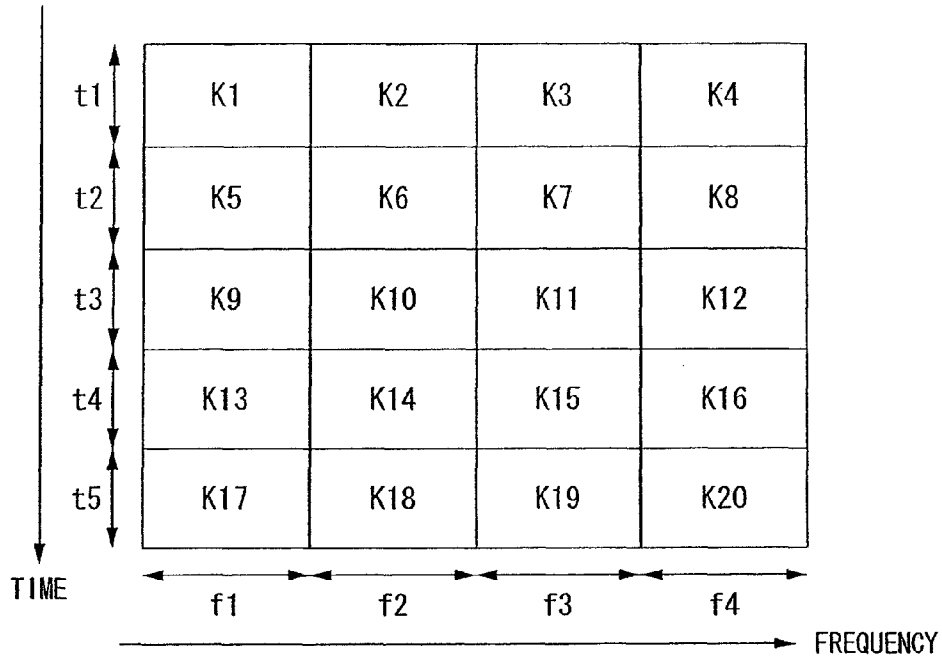 t1 K1 K2 K3 K4
t2 K5 K6 K7 K8
t3 K9 K10 K11 K12
t4 K13 K14 K15 K16
t5 K17 K18 K19 K20
TIME
f1 f2 f3 f4
FREQUENCY